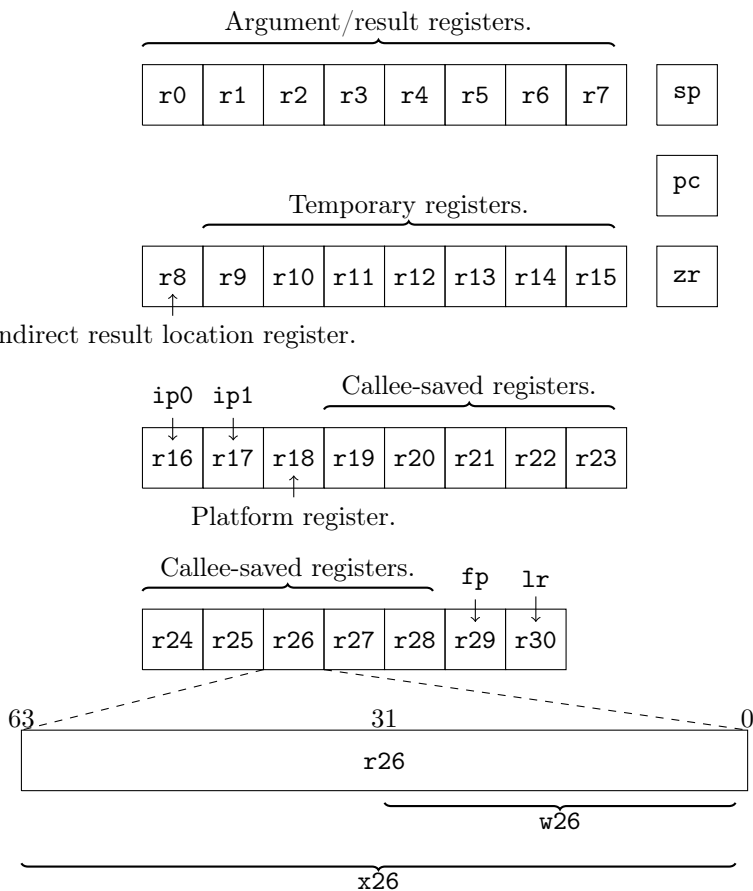 Argument/result registers.
r0 r1 r2 r3 r4 r5 r6 r7 sp
pc
Temporary registers.
r8 r9 r10 r11 r12 r13 r14 r15 zr
ndirect result location register.
ip0 ip1 Callee-saved registers.
r16 r17 r18 r19 r20 r21 r22 r23
Platform register.
Callee-saved registers. fp lr
r24 r25 r26 r27 r28 r29 r30
63 31 0
r26
w26
x26